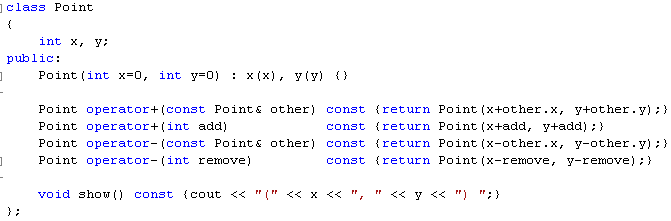 class Point
{
    int x, y;
public:
    Point(int x=0, int y=0) : x(x), y(y) {}
    Point operator+(const Point& other) const {return Point(x+other.x, y+other.y);}
    Point operator+(int add)            const {return Point(x+add, y+add);}
    Point operator-(const Point& other) const {return Point(x-other.x, y-other.y);}
    Point operator-(int remove)         const {return Point(x-remove, y-remove);}
    void show() const {cout << "(" << x << ", " << y << ") ";}
};